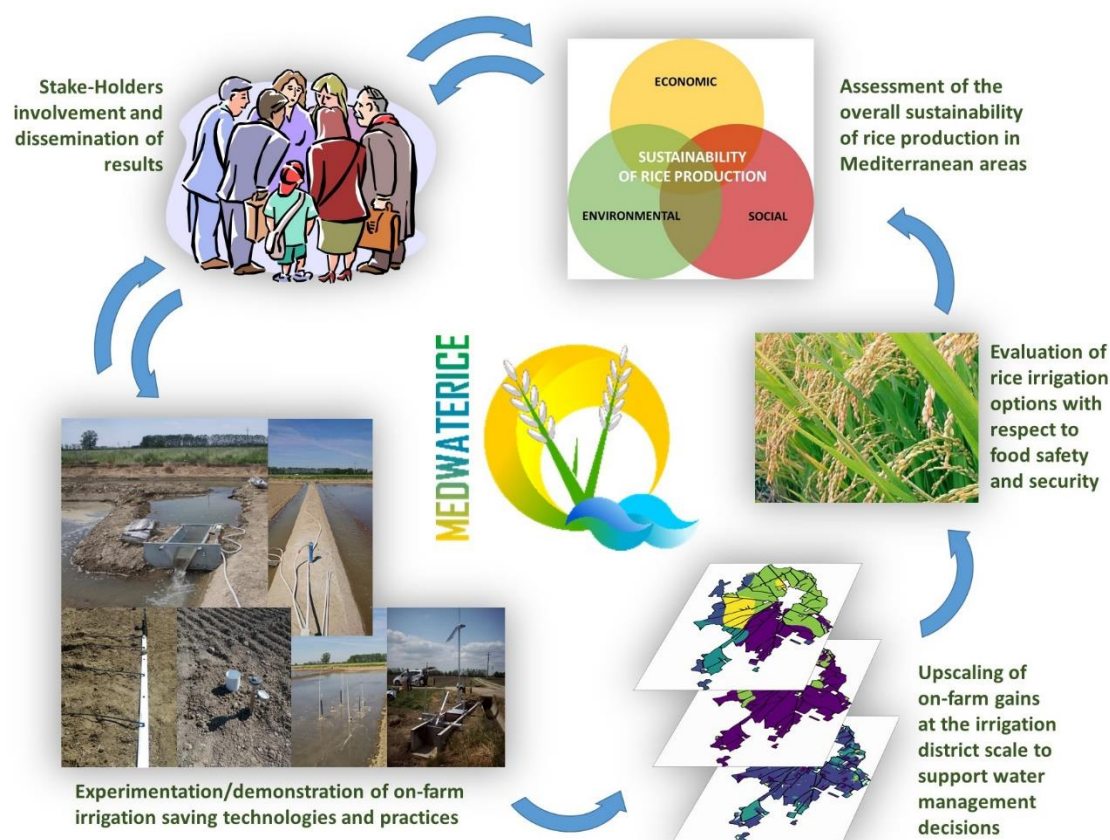 Stake-Holders
involvement and
dissemination of
results
ECONOMIC
SUSTAINABILITY
OF RICE PRODUCTION
ENVIRONMENTAL
SOCIAL
Assessment of the
overall sustainability
of rice production in
Mediterranean areas
MEDWATERICE
Evaluation of
rice irrigation
options with
respect to
food safety
and security
Experimentation/demonstration of on-farm
irrigation saving technologies and practices
Upscaling of
on-farm gains
at the irrigation
district scale to
support water
management
decisions